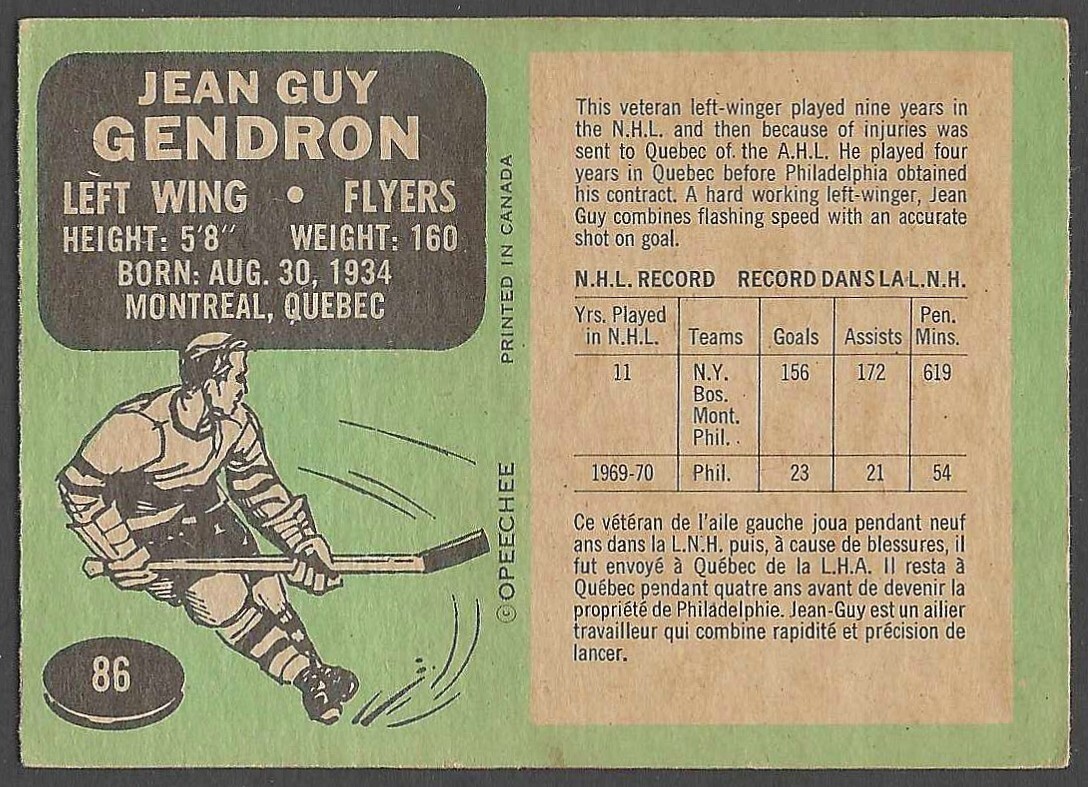 JEAN GUY
GENDRON
LEFT WING • FLYERS
HEIGHT: 5'8" WEIGHT: 160
BORN: AUG. 30, 1934
MONTREAL, QUEBEC
86
© OPEECHEE PRINTED IN CANADA
This veteran left-winger played nine years in
the N.H.L. and then because of injuries was
sent to Quebec of. the A.H.L. He played four
years in Quebec before Philadelphia obtained
his contract. A hard working left-winger, Jean
Guy combines flashing speed with an accurate
shot on goal.
N.H.L. RECORD RECORD DANS LA L.N.H.
Yrs. Played
in N.H.L. Teams Goals Assists Pen.
Mins.
11 N.Y. 156 172 619
Bos.
Mont.
Phil.
1969-70 Phil. 23 21 54
Ce vétéran de l'aile gauche joua pendant neuf
ans dans la L.N.H. puis, à cause de blessures, il
fut envoyé à Québec de la L.H.A. Il resta à
Québec pendant quatre ans avant de devenir la
propriété de Philadelphie. Jean-Guy est un ailier
travailleur qui combine rapidité et précision de
lancer.